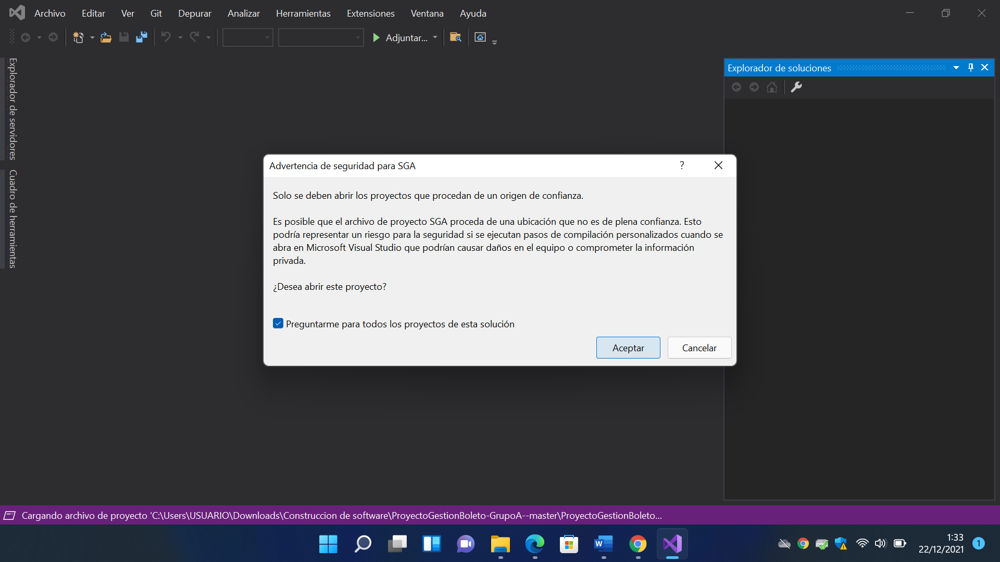 Archivo Editar Ver Git Depurar Analizar Herramientas Extensiones Ventana Ayuda
Adjuntar...
Explorador de servidores
Cuadro de herramientas
Explorador de soluciones
Advertencia de seguridad para SGA
?
Solo se deben abrir los proyectos que procedan de un origen de confianza.
Es posible que el archivo de proyecto SGA proceda de una ubicación que no es de plena confianza. Esto
podría representar un riesgo para la seguridad si se ejecutan pasos de compilación personalizados cuando se
abra en Microsoft Visual Studio que podrían causar daños en el equipo o comprometer la información
privada.
¿Desea abrir este proyecto?
Preguntarme para todos los proyectos de esta solución
Aceptar Cancelar
Cargando archivo de proyecto 'C:\Users\USUARIO\Downloads\Construccion de software\ProyectoGestionBoleto-GrupoA--master\ProyectoGestionBoleto...
W
1:33
22/12/2021
1